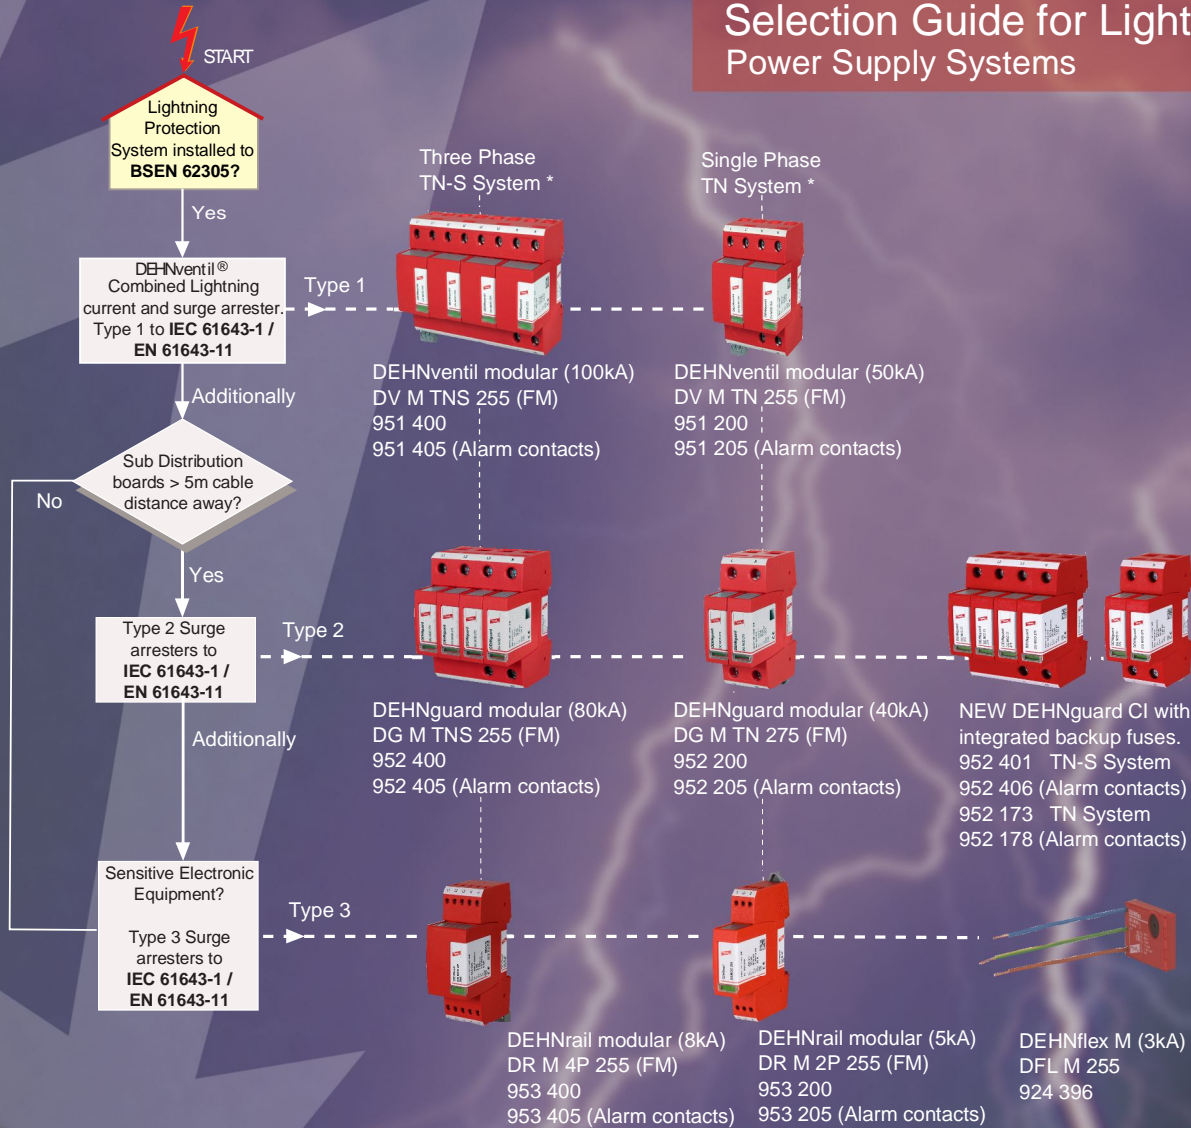 Selection Guide for Light
Power Supply Systems
START
Lightning
Protection
System installed to
BSEN 62305?
Yes
DEHNventil®
Combined Lightning
current and surge arrester.
Type 1 to IEC 61643-1 /
EN 61643-11
Type 1
Three Phase
TN-S System *
Single Phase
TN System *
DEHNventil modular (100kA)
DV M TNS 255 (FM)
951 400
951 405 (Alarm contacts)
DEHNventil modular (50kA)
DV M TN 255 (FM)
951 200
951 205 (Alarm contacts)
Additionally
Sub Distribution
boards > 5m cable
distance away?
No
Yes
Type 2 Surge
arresters to
IEC 61643-1 /
EN 61643-11
Type 2
DEHNguard modular (80kA)
DG M TNS 255 (FM)
952 400
952 405 (Alarm contacts)
DEHNguard modular (40kA)
DG M TN 275 (FM)
952 200
952 205 (Alarm contacts)
NEW DEHNguard CI with
integrated backup fuses.
952 401 TN-S System
952 406 (Alarm contacts)
952 173 TN System
952 178 (Alarm contacts)
Additionally
Sensitive Electronic
Equipment?
Type 3 Surge
arresters to
IEC 61643-1 /
EN 61643-11
Type 3
DEHNrail modular (8kA)
DR M 4P 255 (FM)
953 400
953 405 (Alarm contacts)
DEHNrail modular (5kA)
DR M 2P 255 (FM)
953 200
953 205 (Alarm contacts)
DEHNflex M (3kA)
DFL M 255
924 396